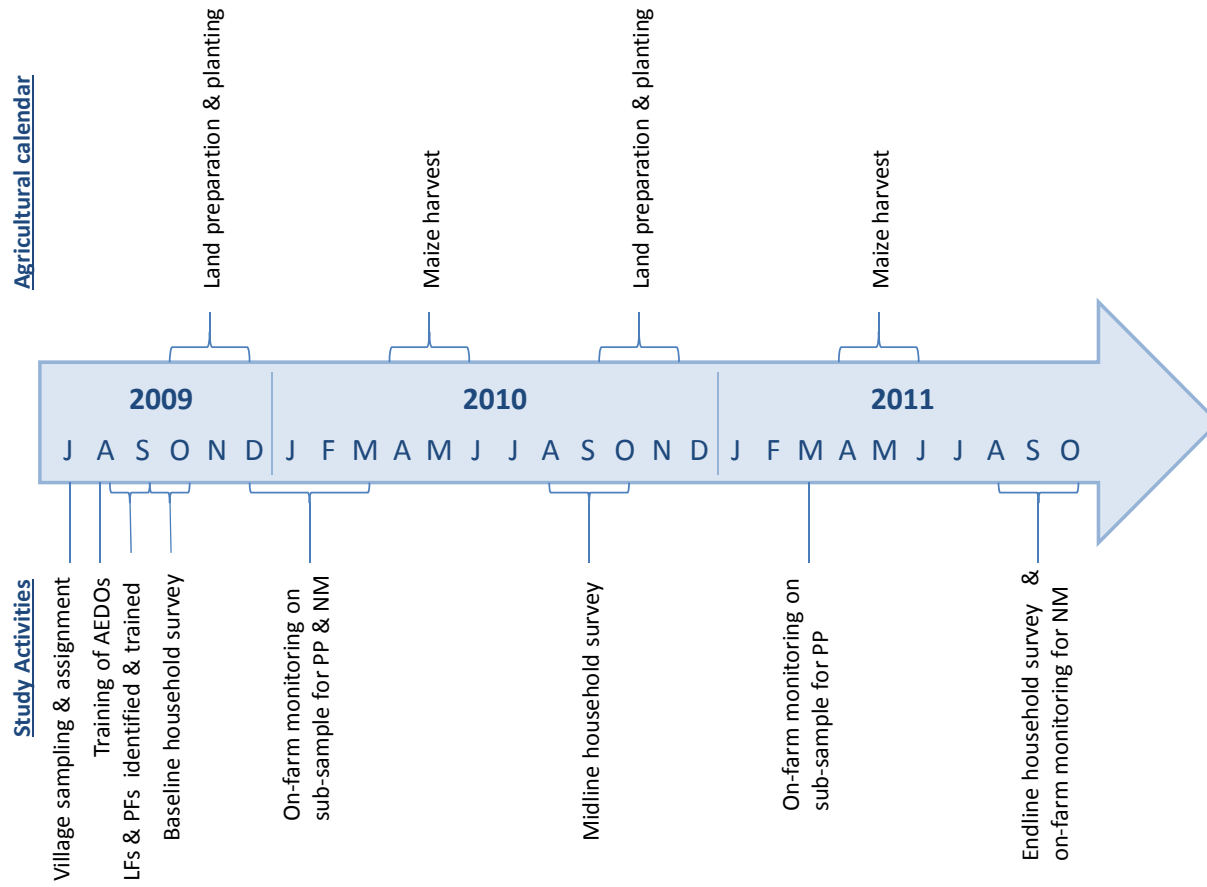 Agricultural calendar
Land preparation & planting
Maize harvest
Land preparation & planting
Maize harvest
2009
2010
2011
J A S O N D J F M A M J J A S O N D J F M A M J J A S O
Study Activities
Village sampling & assignment
Training of AEDOs
LFs & PFs identified & trained
Baseline household survey
On-farm monitoring on
sub-sample for PP & NM
Midline household survey
On-farm monitoring on
sub-sample for PP
Endline household survey &
on-farm monitoring for NM